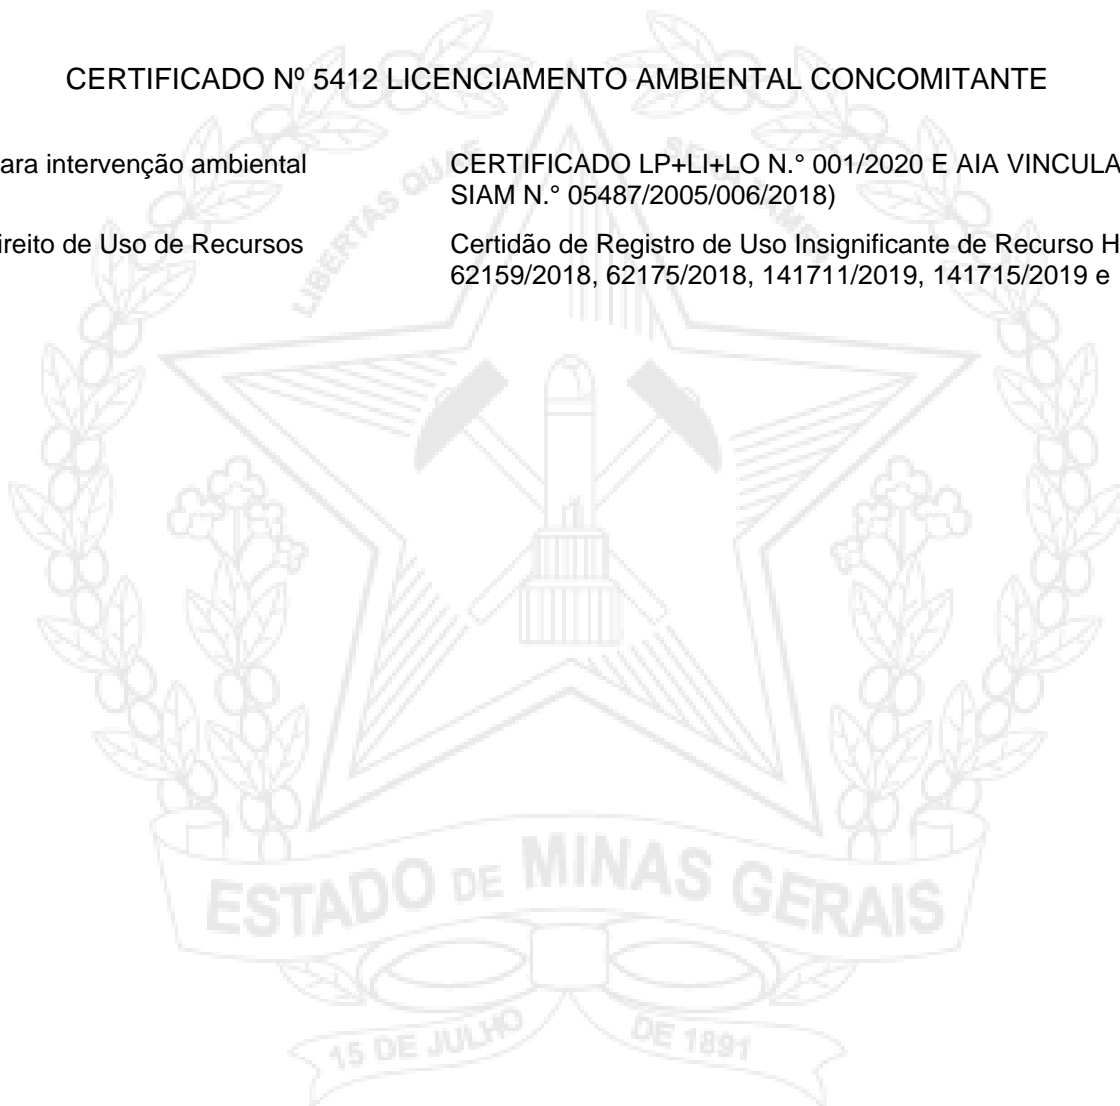 CERTIFICADO Nº 5412 LICENCIAMENTO AMBIENTAL CONCOMITANTE
ara intervenção ambiental
CERTIFICADO LP+LI+LO N.° 001/2020 E AIA VINCULA
SIAM N.° 05487/2005/006/2018)
ireito de Uso de Recursos
Certidão de Registro de Uso Insignificante de Recurso H
62159/2018, 62175/2018, 141711/2019, 141715/2019 e
LIBERTAS QUAE
ESTADO DE MINAS GERAIS
15 DE JULHO DE 1891